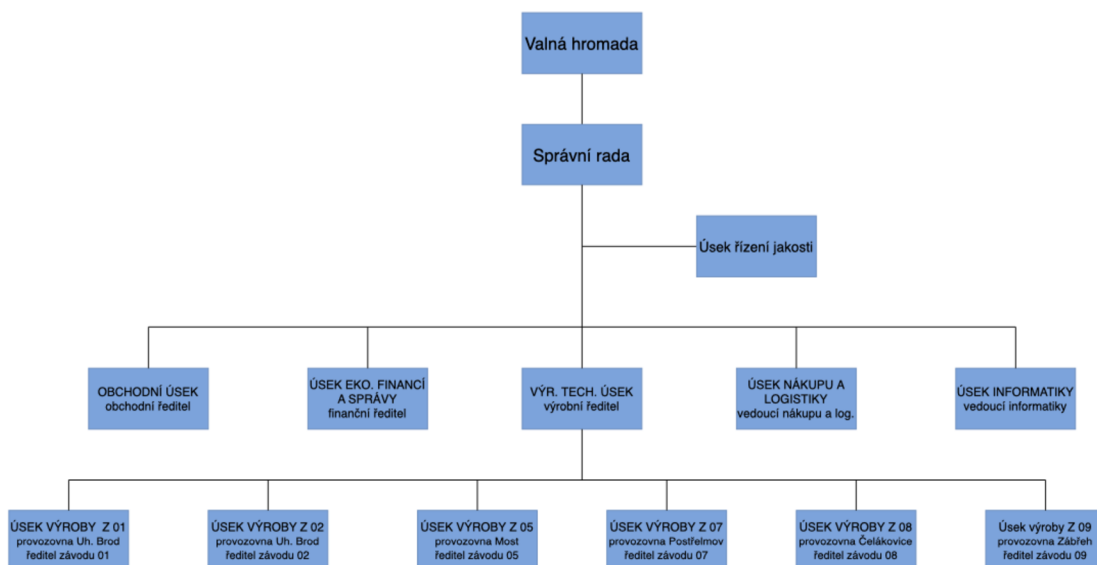 Valná hromada
Správní rada
Úsek řízení jakosti
OBCHODNÍ ÚSEK
obchodní ředitel
ÚSEK EKO. FINANCÍ
A SPRÁVY
finanční ředitel
VÝR. TECH. ÚSEK
výrobní ředitel
ÚSEK NÁKUPU A
LOGISTIKY
vedoucí nákupu a log.
ÚSEK INFORMATIKY
vedoucí informatiky
ÚSEK VÝROBY Z 01
provozovna Uh. Brod
ředitel závodu 01
ÚSEK VÝROBY Z 02
provozovna Uh. Brod
ředitel závodu 02
ÚSEK VÝROBY Z 05
provozovna Most
ředitel závodu 05
ÚSEK VÝROBY Z 07
provozovna Postřelmov
ředitel závodu 07
ÚSEK VÝROBY Z 08
provozovna Čelákovice
ředitel závodu 08
Úsek výroby Z 09
provozovna Zábřeh
ředitel závodu 09